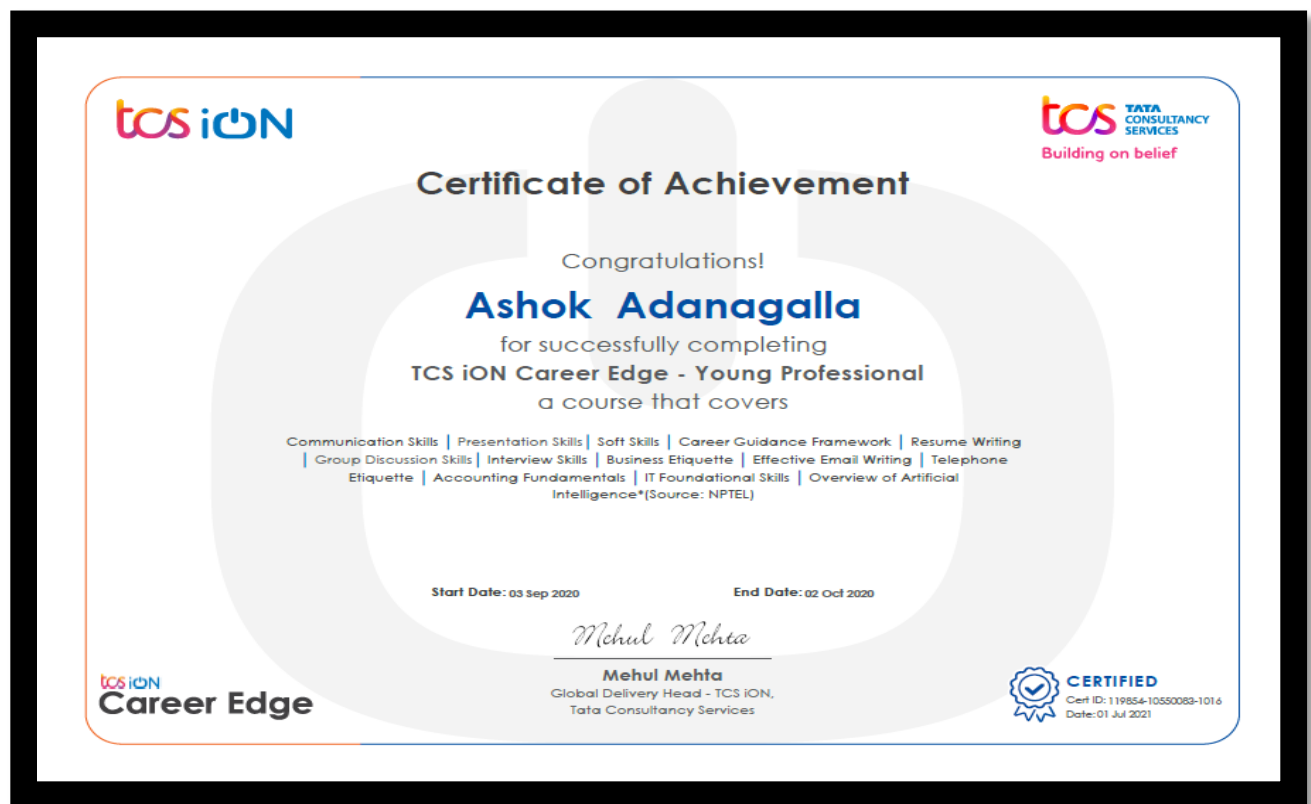 tcs iON
tcs TATA
CONSULTANCY
SERVICES
Building on belief
Certificate of Achievement
Congratulations!
Ashok Adanagalla
for successfully completing
TCS iON Career Edge - Young Professional
a course that covers
Communication Skills | Presentation Skills | Soft Skills | Career Guidance Framework | Resume Writing
| Group Discussion Skills | Interview Skills | Business Etiquette | Effective Email Writing | Telephone
Etiquette | Accounting Fundamentals | IT Foundational Skills | Overview of Artificial
Intelligence*(Source: NPTEL)
Start Date: 03 Sep 2020 End Date: 02 Oct 2020
Mehul Mehta
Mehul Mehta
Global Delivery Head - TCS iON,
Tata Consultancy Services
tcs iON
Career Edge
CERTIFIED
Cert ID: 119854-10550083-1016
Date: 01 Jul 2021